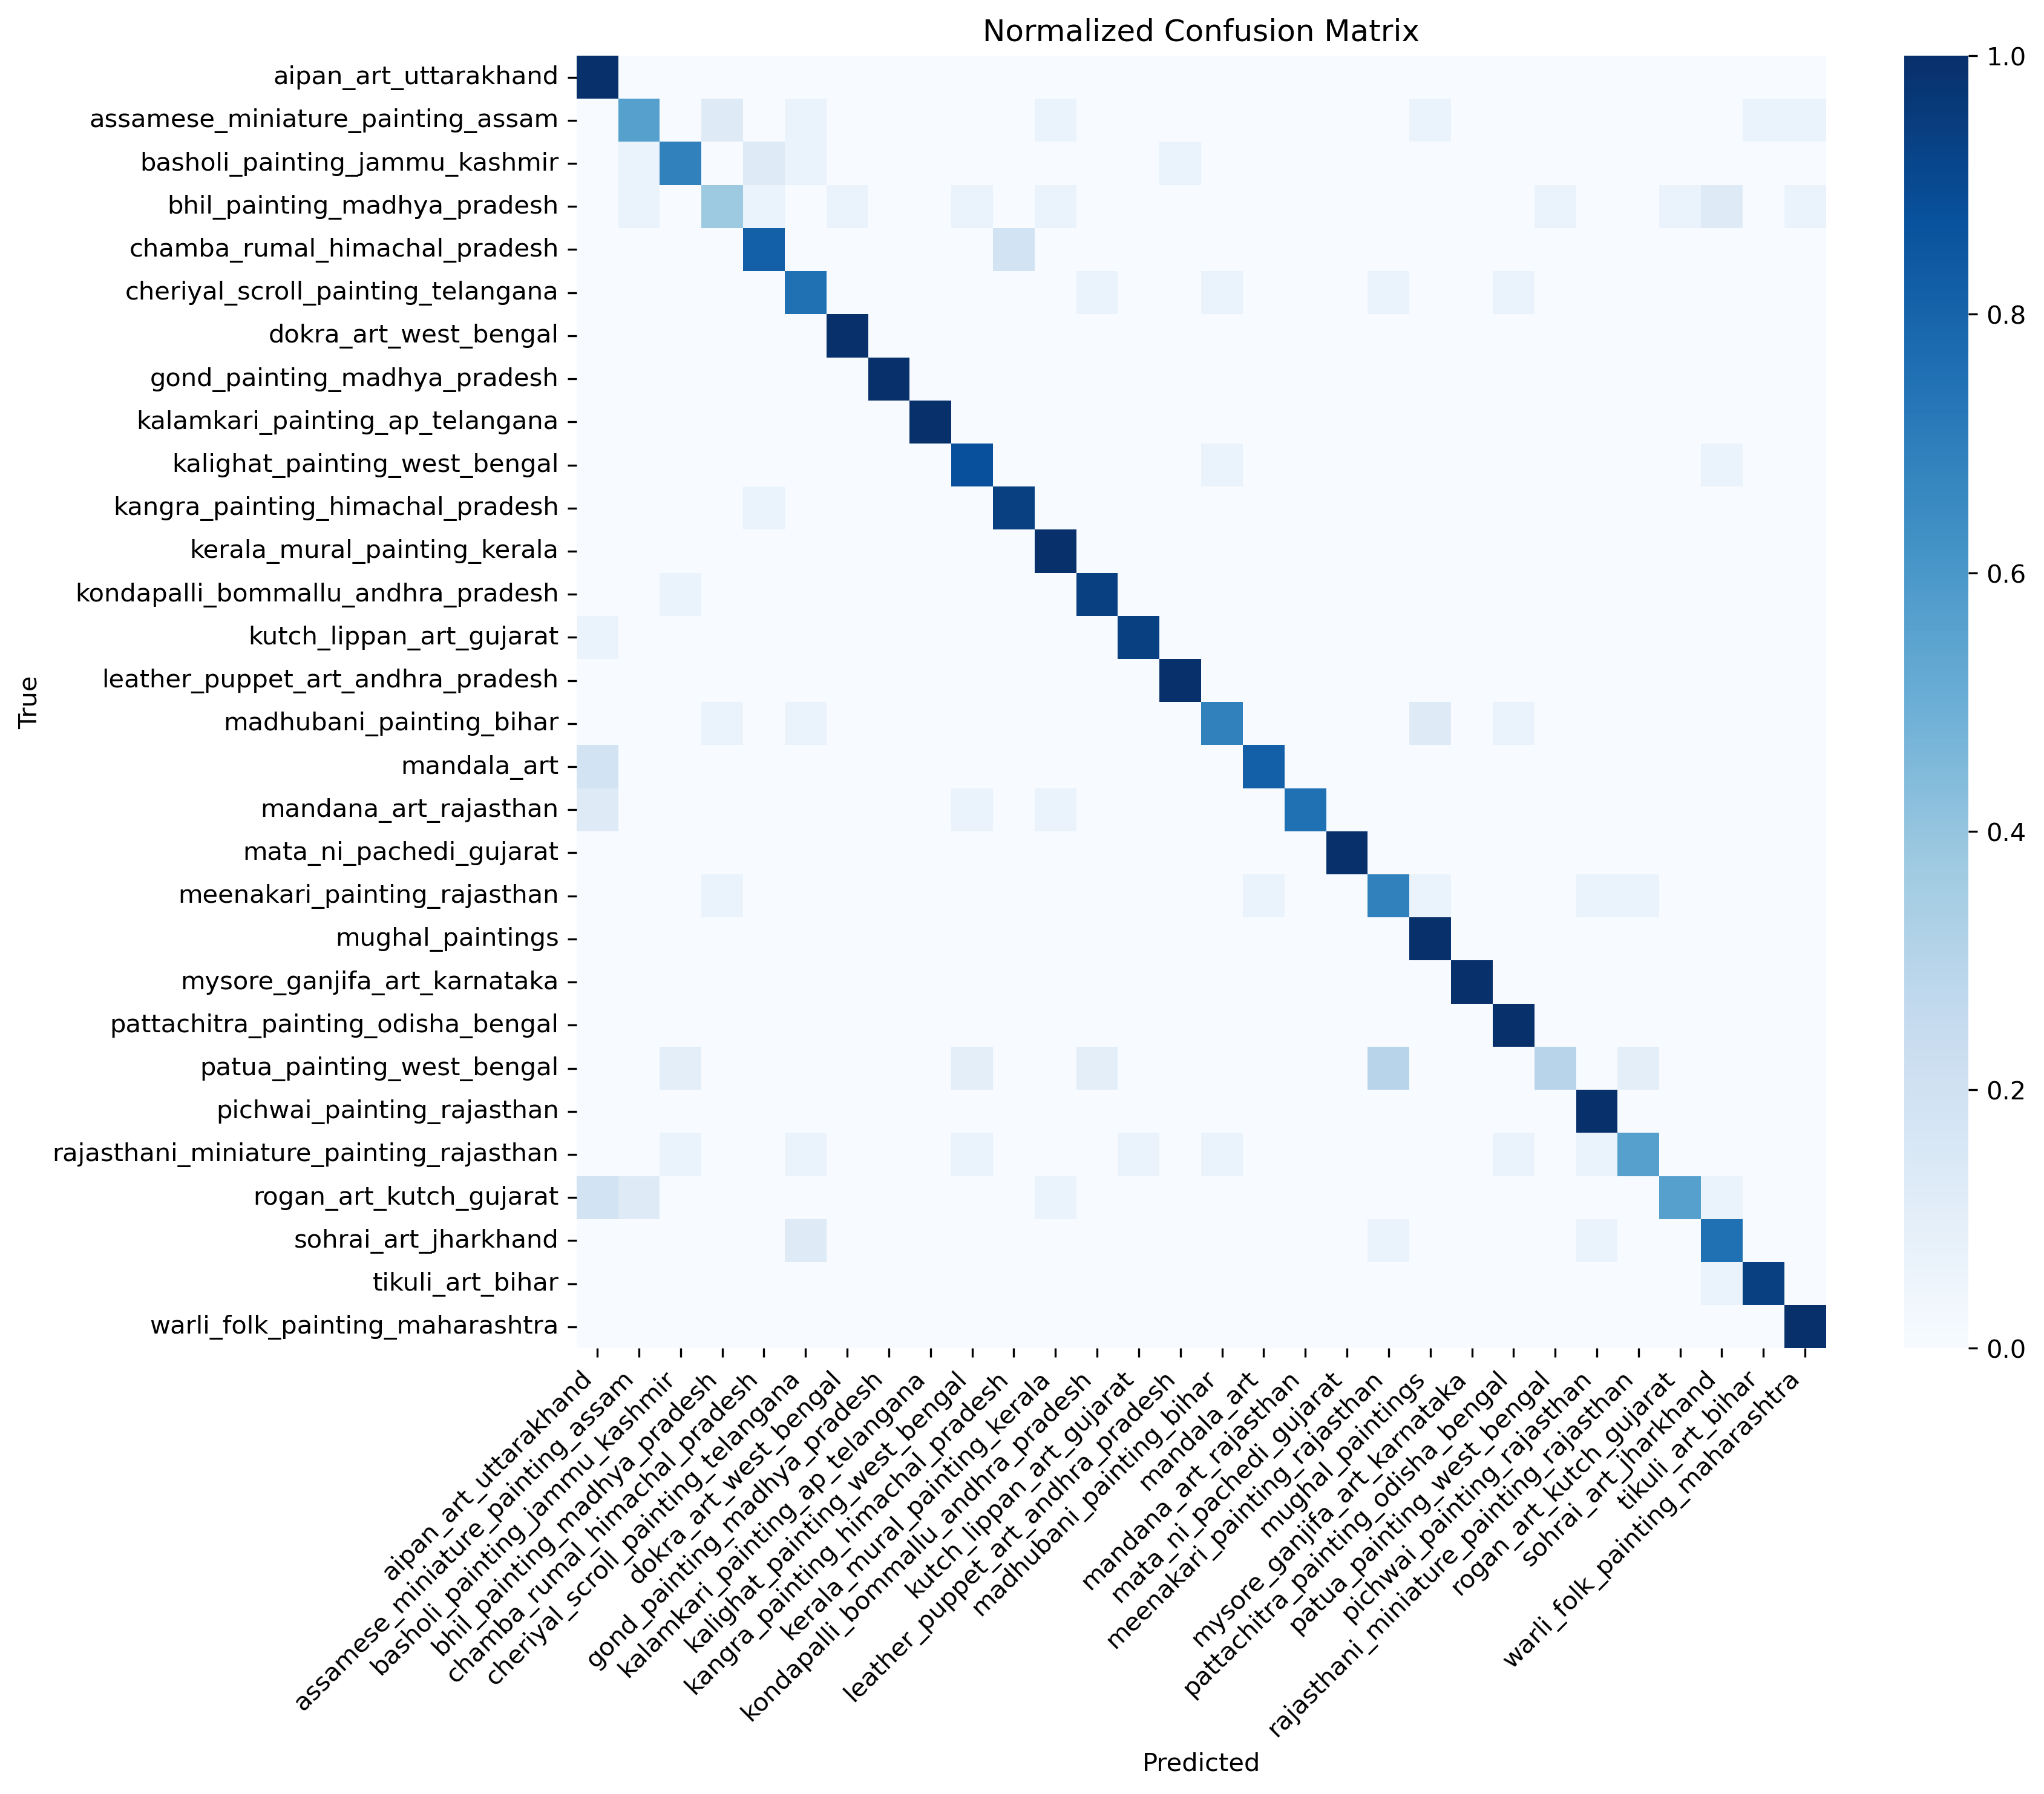 Normalized Confusion Matrix
True
aipan_art_uttarakhand
assamese_miniature_painting_assam
basholi_painting_jammu_kashmir
bhil_painting_madhya_pradesh
chamba_rumal_himachal_pradesh
cheriyal_scroll_painting_telangana
dokra_art_west_bengal
gond_painting_madhya_pradesh
kalamkari_painting_ap_telangana
kalighat_painting_west_bengal
kangra_painting_himachal_pradesh
kerala_mural_painting_kerala
kondapalli_bommallu_andhra_pradesh
kutch_lippan_art_gujarat
leather_puppet_art_andhra_pradesh
madhubani_painting_bihar
mandala_art
mandana_art_rajasthan
mata_ni_pachedi_gujarat
meenakari_painting_rajasthan
mughal_paintings
mysore_ganjifa_art_karnataka
pattachitra_painting_odisha_bengal
patua_painting_west_bengal
pichwai_painting_rajasthan
rajasthani_miniature_painting_rajasthan
rogan_art_kutch_gujarat
sohrai_art_jharkhand
tikuli_art_bihar
warli_folk_painting_maharashtra
1.0
0.8
0.6
0.4
0.2
0.0
aipan_art_uttarakhand
assamese_miniature_painting_assam
basholi_painting_jammu_kashmir
bhil_painting_madhya_pradesh
chamba_rumal_himachal_pradesh
cheriyal_scroll_painting_telangana
dokra_art_west_bengal
gond_painting_madhya_pradesh
kalamkari_painting_ap_telangana
kalighat_painting_west_bengal
kangra_painting_himachal_pradesh
kerala_mural_painting_kerala
kondapalli_bommallu_andhra_pradesh
kutch_lippan_art_gujarat
leather_puppet_art_andhra_pradesh
madhubani_painting_bihar
mandala_art
mandana_art_rajasthan
mata_ni_pachedi_gujarat
meenakari_painting_rajasthan
mughal_paintings
mysore_ganjifa_art_karnataka
pattachitra_painting_odisha_bengal
patua_painting_west_bengal
pichwai_painting_rajasthan
rajasthani_miniature_painting_rajasthan
rogan_art_kutch_gujarat
sohrai_art_jharkhand
tikuli_art_bihar
warli_folk_painting_maharashtra
Predicted